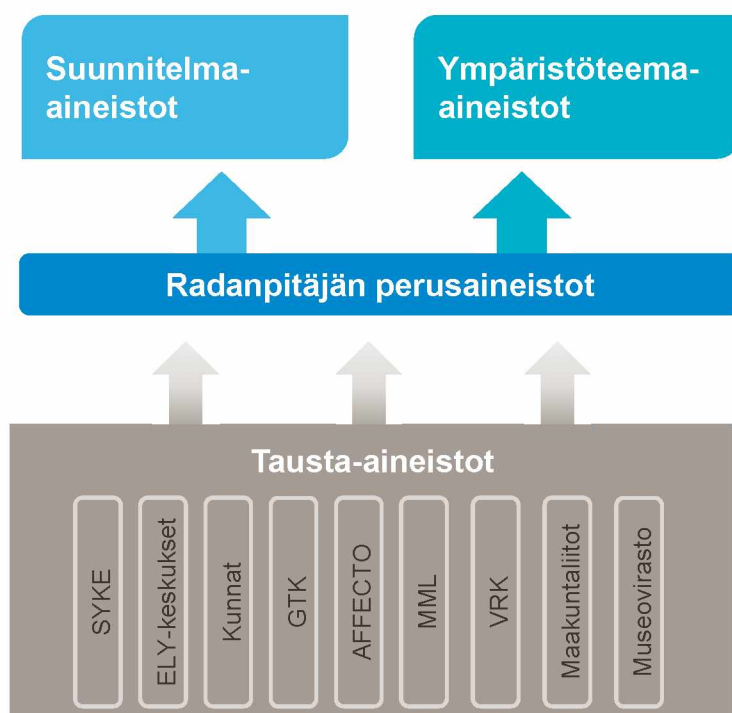 Suunnitelma-
aineistot
Ympäristöteema-
aineistot
Radanpitäjän perusaineistot
Tausta-aineistot
SYKE
ELY-keskukset
Kunnat
GTK
AFFECTO
MML
VRK
Maakuntaliitot
Museovirasto